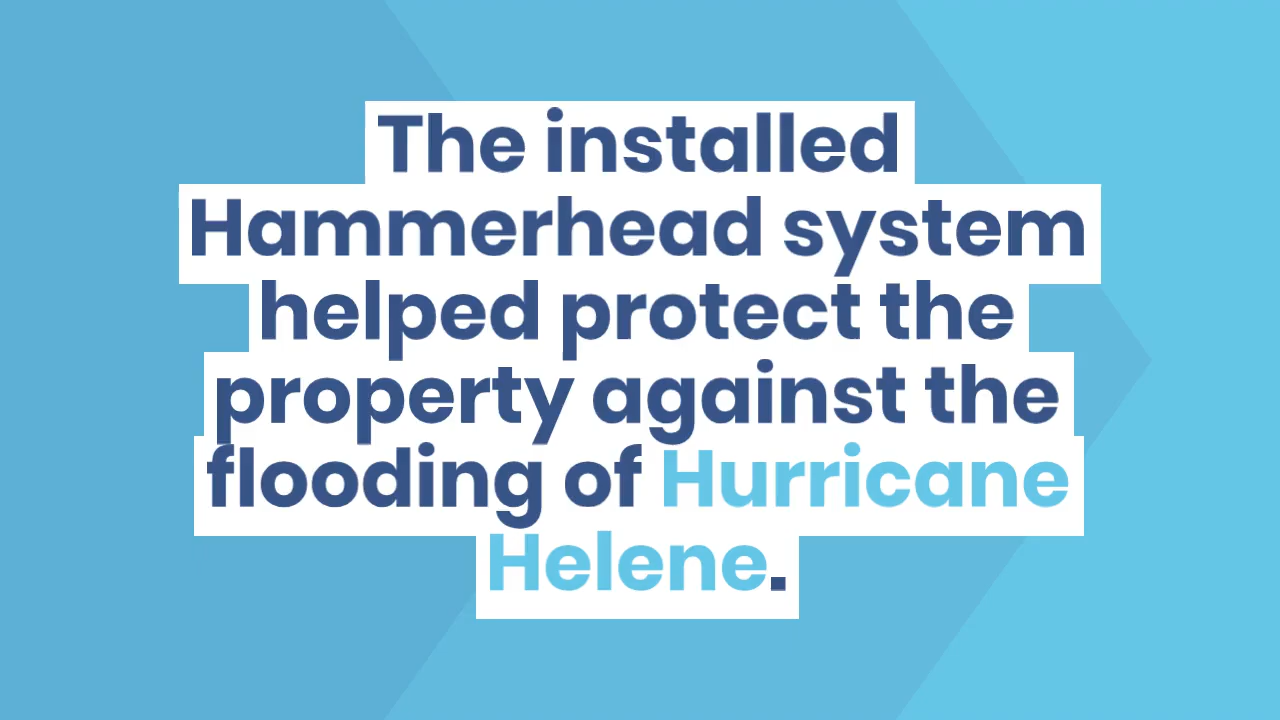 The installed
Hammerhead system
helped protect the
property against the
flooding of Hurricane
Helene.